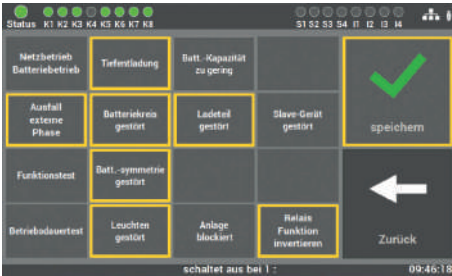 Status K1 K2 K3 K4 K5 K6 K7 K8 S1 S2 S3 S4 I1 I2 I3 I4
Netzbetrieb
Batteriebetrieb
Tiefentladung
Batt.-Kapazität
zu gering
Ausfall
externe
Phase
Batteriekreis
gestört
Ladeteil
gestört
Slave-Gerät
gestört
speichern
Funktionstest
Batt.-symmetrie
gestört
Betriebsdauertest
Leuchten
gestört
Anlage
blockiert
Relais
Funktion
invertieren
Zurück
schaltet aus bei 1 :
09:46:18